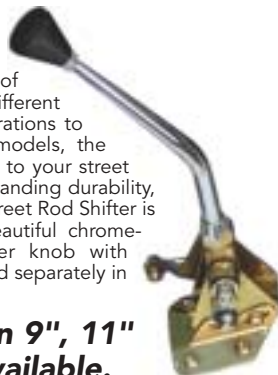 of
ifferent
rations to
models, the
to your street
anding durability,
reet Rod Shifter is
eautiful chrome-
er knob with
d separately in
n 9", 11"
vailable.